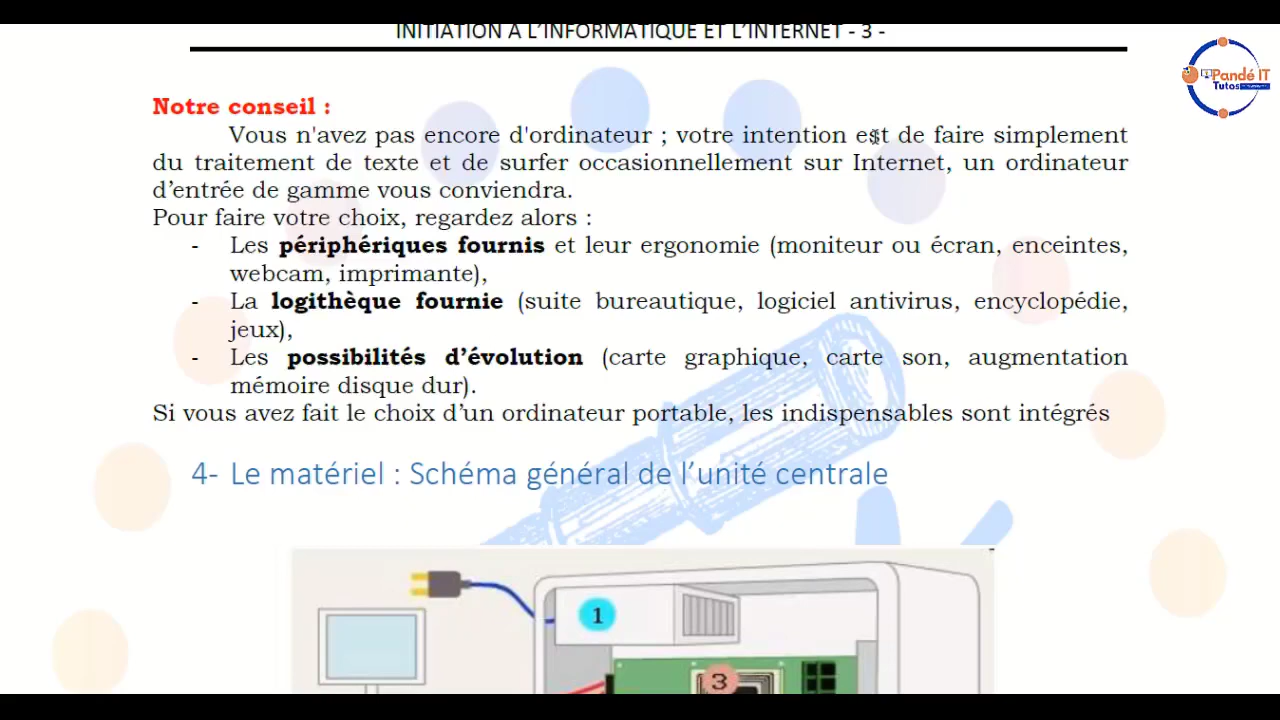 INITIATION A L'INFORMATIQUE ET L'INTERNET - 3 -
Pandé IT
Tutos
Notre conseil :
Vous n'avez pas encore d'ordinateur ; votre intention est de faire simplement
du traitement de texte et de surfer occasionnellement sur Internet, un ordinateur
d'entrée de gamme vous conviendra.
Pour faire votre choix, regardez alors :
- Les périphériques fournis et leur ergonomie (moniteur ou écran, enceintes,
webcam, imprimante),
- La logithèque fournie (suite bureautique, logiciel antivirus, encyclopédie,
jeux),
- Les possibilités d'évolution (carte graphique, carte son, augmentation
mémoire disque dur).
Si vous avez fait le choix d'un ordinateur portable, les indispensables sont intégrés
4- Le matériel : Schéma général de l'unité centrale
1
3